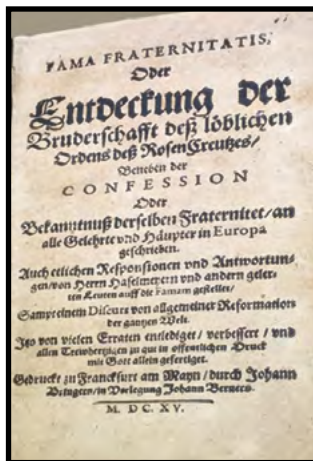 FAMA FRATERNITATIS,
Oder
Entdeckung der
Bruderschafft deß löblichen
Ordens deß RosenCreutzes/
Beneben der
CONFESSION
Oder
Bekanntnuß derselben Fraternitet/an
alle Gelehrte vnd Häupter in Europa
geschrieben.
Auch etlichen Responsionen vnd Antwortun-
gen/von Herrn Haselmeyern vnd andern geler-
ten Leuten auff die Famam gestellet/
Sampt einem Discurs von allgemeiner Reformation
der gantzen Welt.
Jtzo von vielen Erraten entlediget/ verbessert/ vnd
allen Trewhertzigen zu gut in offentlichen Druck
mit Gott allein gefertiget.
Gedruckt zu Franckfurt am Mayn/ durch Johann
Bringern/in Verlegung Johann Berners.
M. D C. XV.